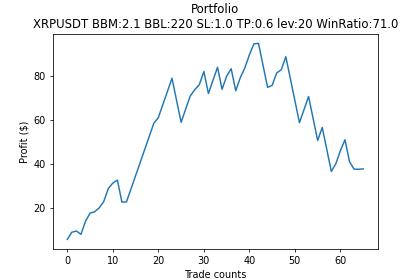 Portfolio
XRPUSDT BBM:2.1 BBL:220 SL:1.0 TP:0.6 lev:20 WinRatio:71.0
80
60
40
20
Profit ($)
0 10 20 30 40 50 60
Trade counts